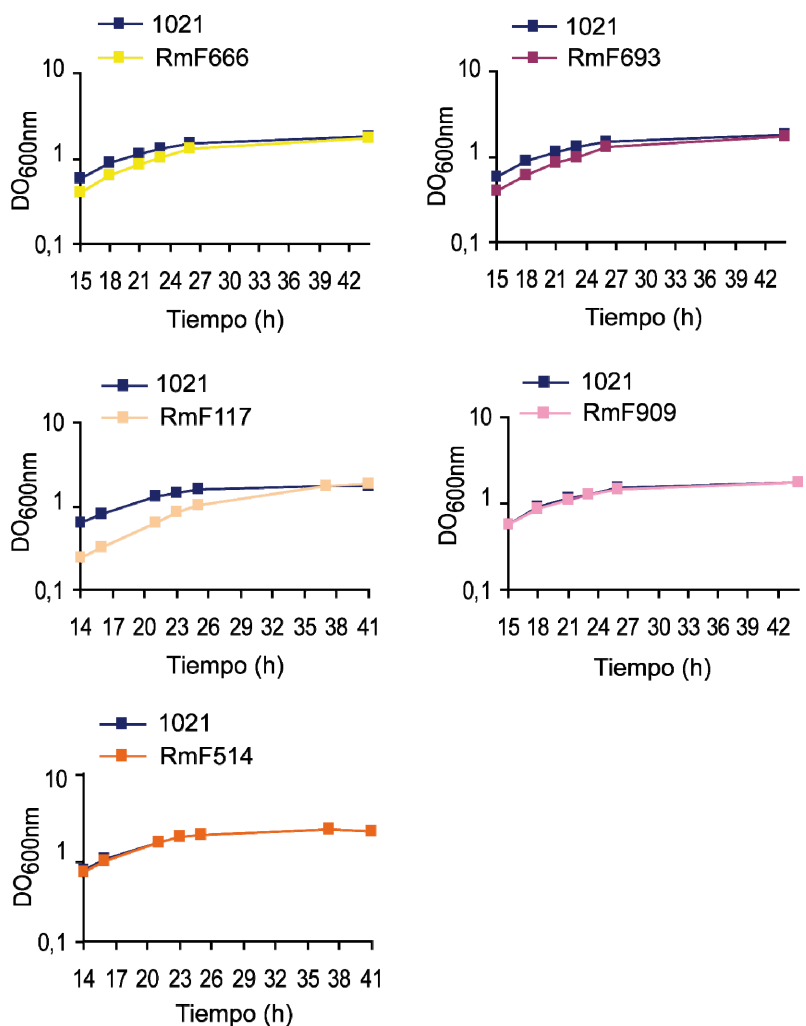 1021
RmF666
10
1
0,1
DO600nm
15 18 21 24 27 30 33 36 39 42
Tiempo (h)
1021
RmF693
10
1
0,1
DO600nm
15 18 21 24 27 30 33 36 39 42
Tiempo (h)
1021
RmF117
10
1
0,1
DO600nm
14 17 20 23 26 29 32 35 38 41
Tiempo (h)
1021
RmF909
10
1
0,1
DO600nm
15 18 21 24 27 30 33 36 39 42
Tiempo (h)
1021
RmF514
10
1
0,1
DO600nm
14 17 20 23 26 29 32 35 38 41
Tiempo (h)